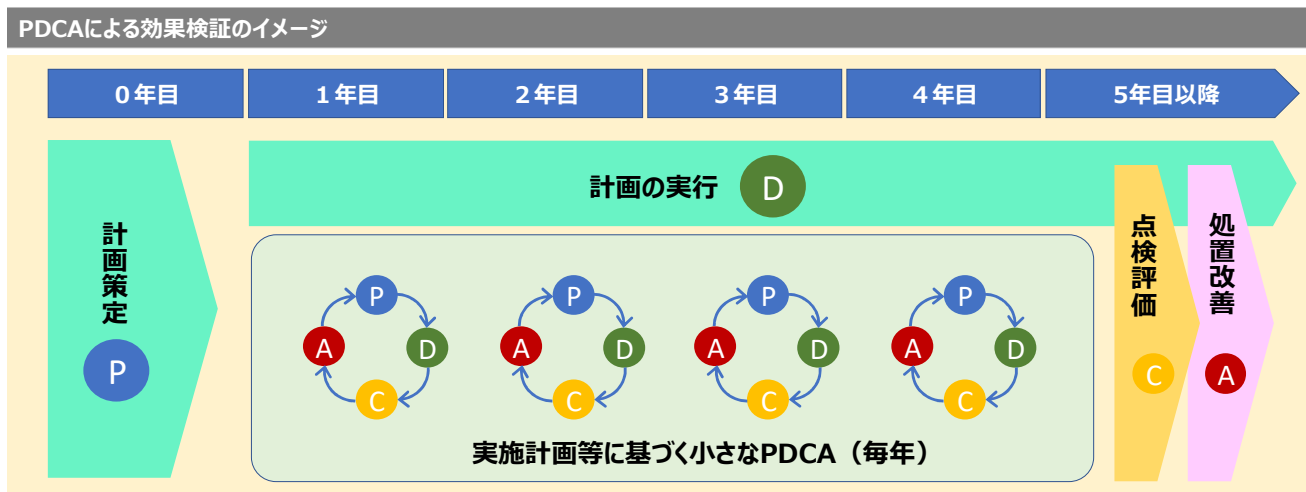 PDCAによる効果検証のイメージ
０年目
１年目
２年目
３年目
４年目
5年目以降
計画策定
P
計画の実行
D
P
D
C
A
P
D
C
A
P
D
C
A
P
D
C
A
実施計画等に基づく小さなPDCA（毎年）
点検評価
C
処置改善
A